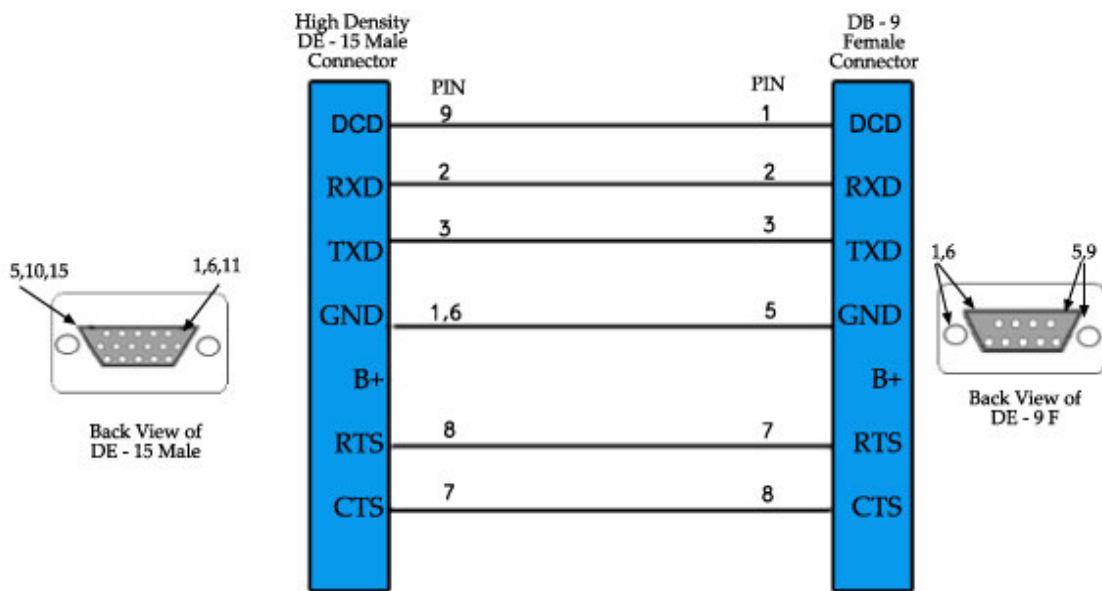 High Density
DE - 15 Male
Connector
DB - 9
Female
Connector
PIN
PIN
DCD
9
1
DCD
RXD
2
2
RXD
TXD
3
3
TXD
5,10,15
1,6,11
1,6
5,9
GND
1,6
5
GND
B+
B+
Back View of
DE - 15 Male
Back View of
DE - 9 F
RTS
8
7
RTS
CTS
7
8
CTS